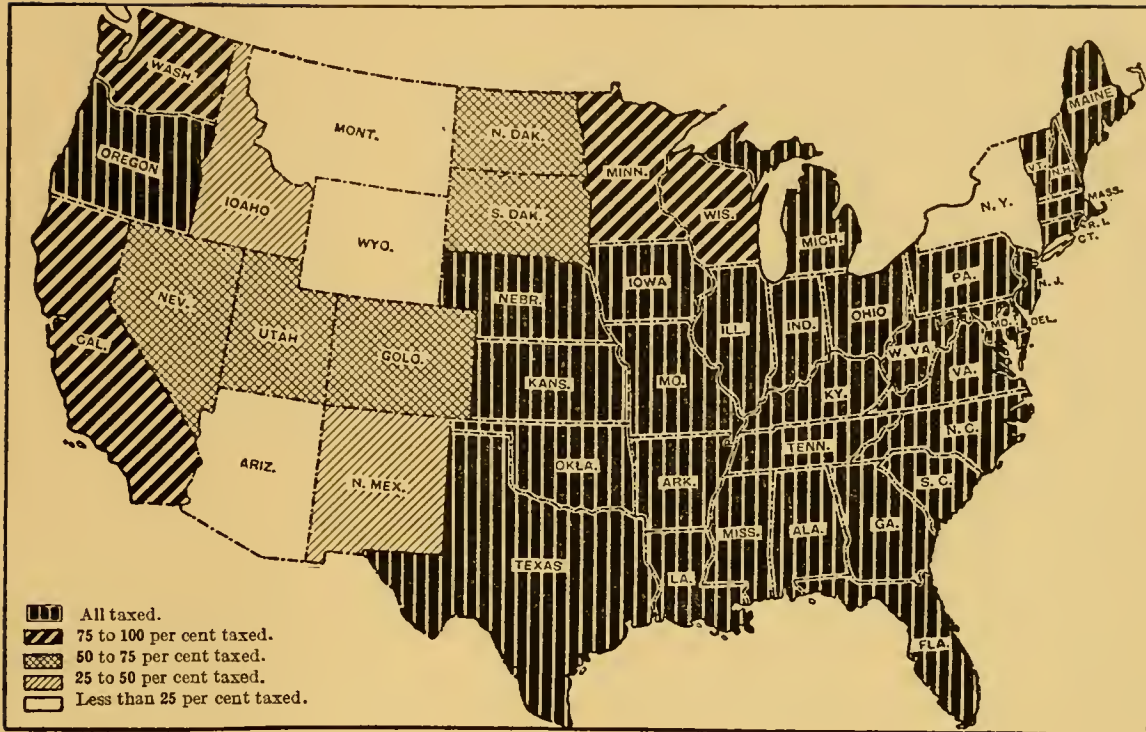 WASH.
MONT.
N. DAK.
MINN.
MAINE
OREGON
VT.
N.H.
IOAHO
S. DAK.
WIS.
N.Y.
MASS.
WYO.
MICH.
R.I.
CT.
NEBR.
IOWA
PA.
N.J.
NEV.
UTAH
COLO.
ILL.
IND.
OHIO
MD.
DEL.
CAL.
W.VA.
VA.
KANS.
MO.
KY.
N.C.
TENN.
ARIZ.
N. MEX.
OKLA.
ARK.
S.C.
MISS.
ALA.
GA.
TEXAS
LA.
FLA.
All taxed.
75 to 100 per cent taxed.
50 to 75 per cent taxed.
25 to 50 per cent taxed.
Less than 25 per cent taxed.